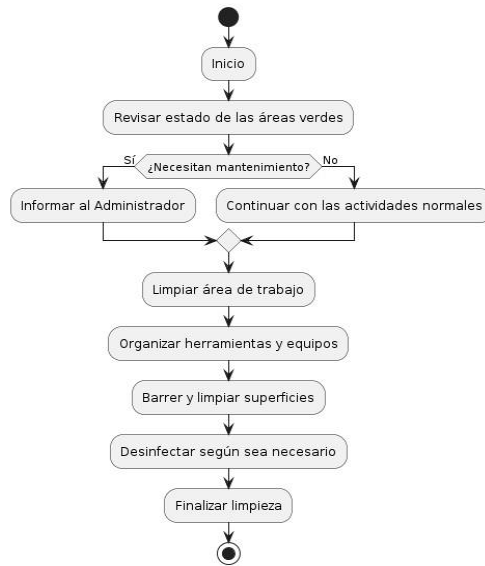 Inicio
Revisar estado de las áreas verdes
¿Necesitan mantenimiento?
Sí
No
Informar al Administrador
Continuar con las actividades normales
Limpiar área de trabajo
Organizar herramientas y equipos
Barrer y limpiar superficies
Desinfectar según sea necesario
Finalizar limpieza